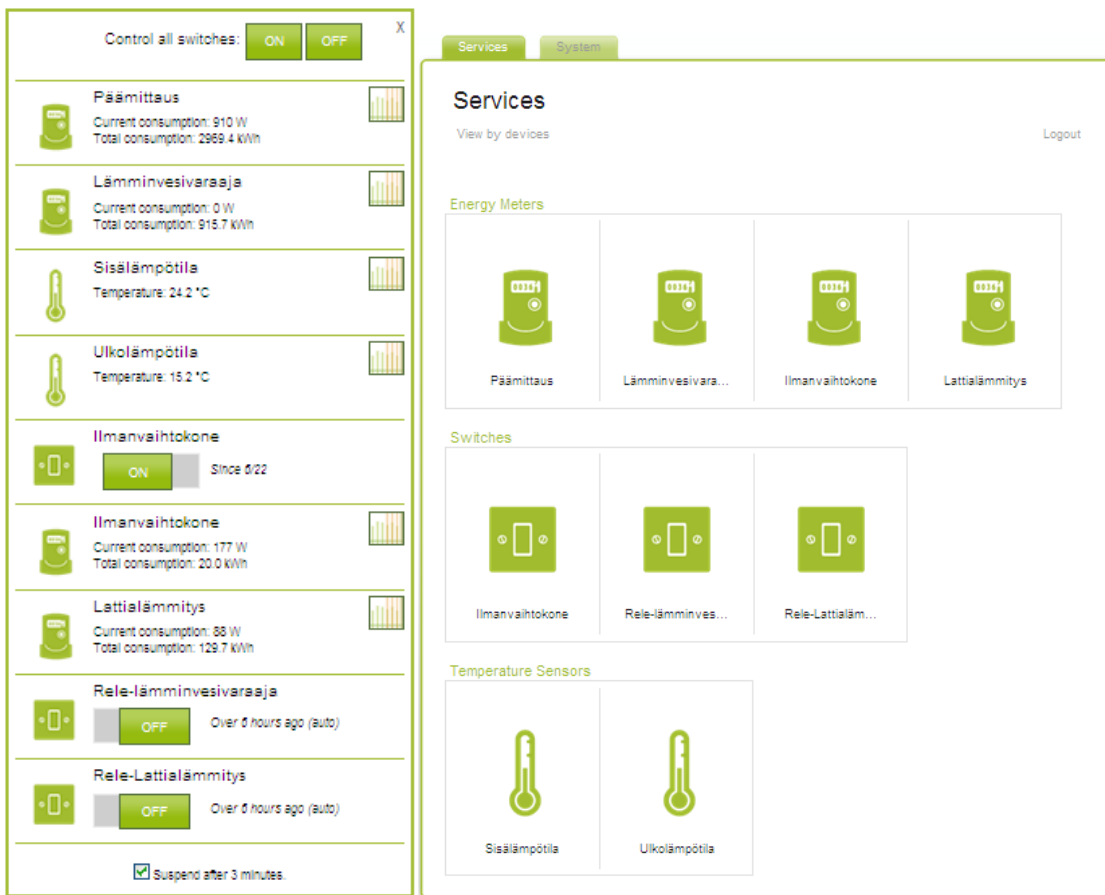 Control all switches: ON OFF X
Päämittaus
Current consumption: 910 W
Total consumption: 2969.4 kWh
Lämminvesivaraaja
Current consumption: 0 W
Total consumption: 915.7 kWh
Sisälämpötila
Temperature: 24.2 °C
Ulkolämpötila
Temperature: 15.2 °C
Ilmanvaihtokone
ON Since 6/22
Ilmanvaihtokone
Current consumption: 177 W
Total consumption: 20.0 kWh
Lattialämmitys
Current consumption: 88 W
Total consumption: 129.7 kWh
Rele-lämminvesivaraaja
OFF Over 6 hours ago (auto)
Rele-Lattialämmitys
OFF Over 6 hours ago (auto)
Suspend after 3 minutes.
Services System
Services
View by devices Logout
Energy Meters
Päämittaus Lämminvesivara... Ilmanvaihtokone Lattialämmitys
Switches
Ilmanvaihtokone Rele-lämminves... Rele-Lattialäm...
Temperature Sensors
Sisälämpötila Ulkolämpötila